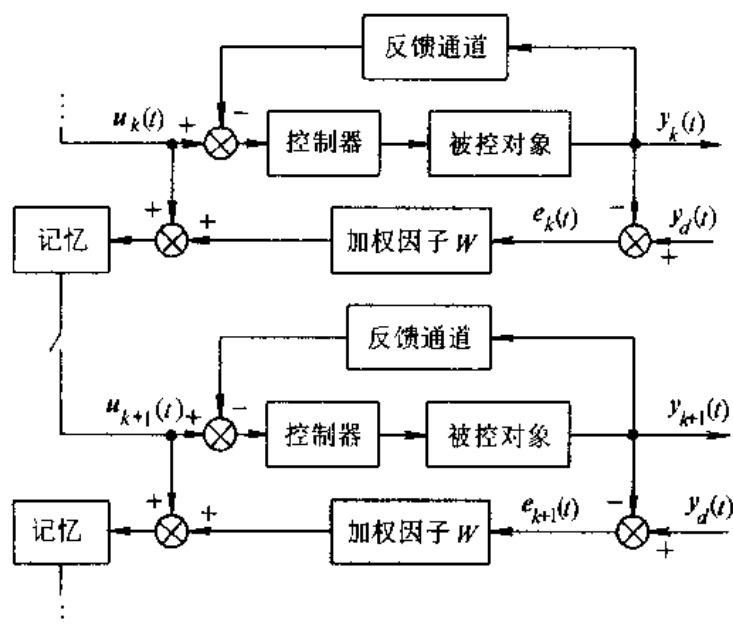 反馈通道
⋮
u_k(t)
+
−
控制器
被控对象
y_k(t)
记忆
+
+
加权因子 W
e_k(t)
−
y_d(t)
+
反馈通道
u_{k+1}(t)
+
−
控制器
被控对象
y_{k+1}(t)
记忆
+
+
加权因子 W
e_{k+1}(t)
−
y_d(t)
+
⋮